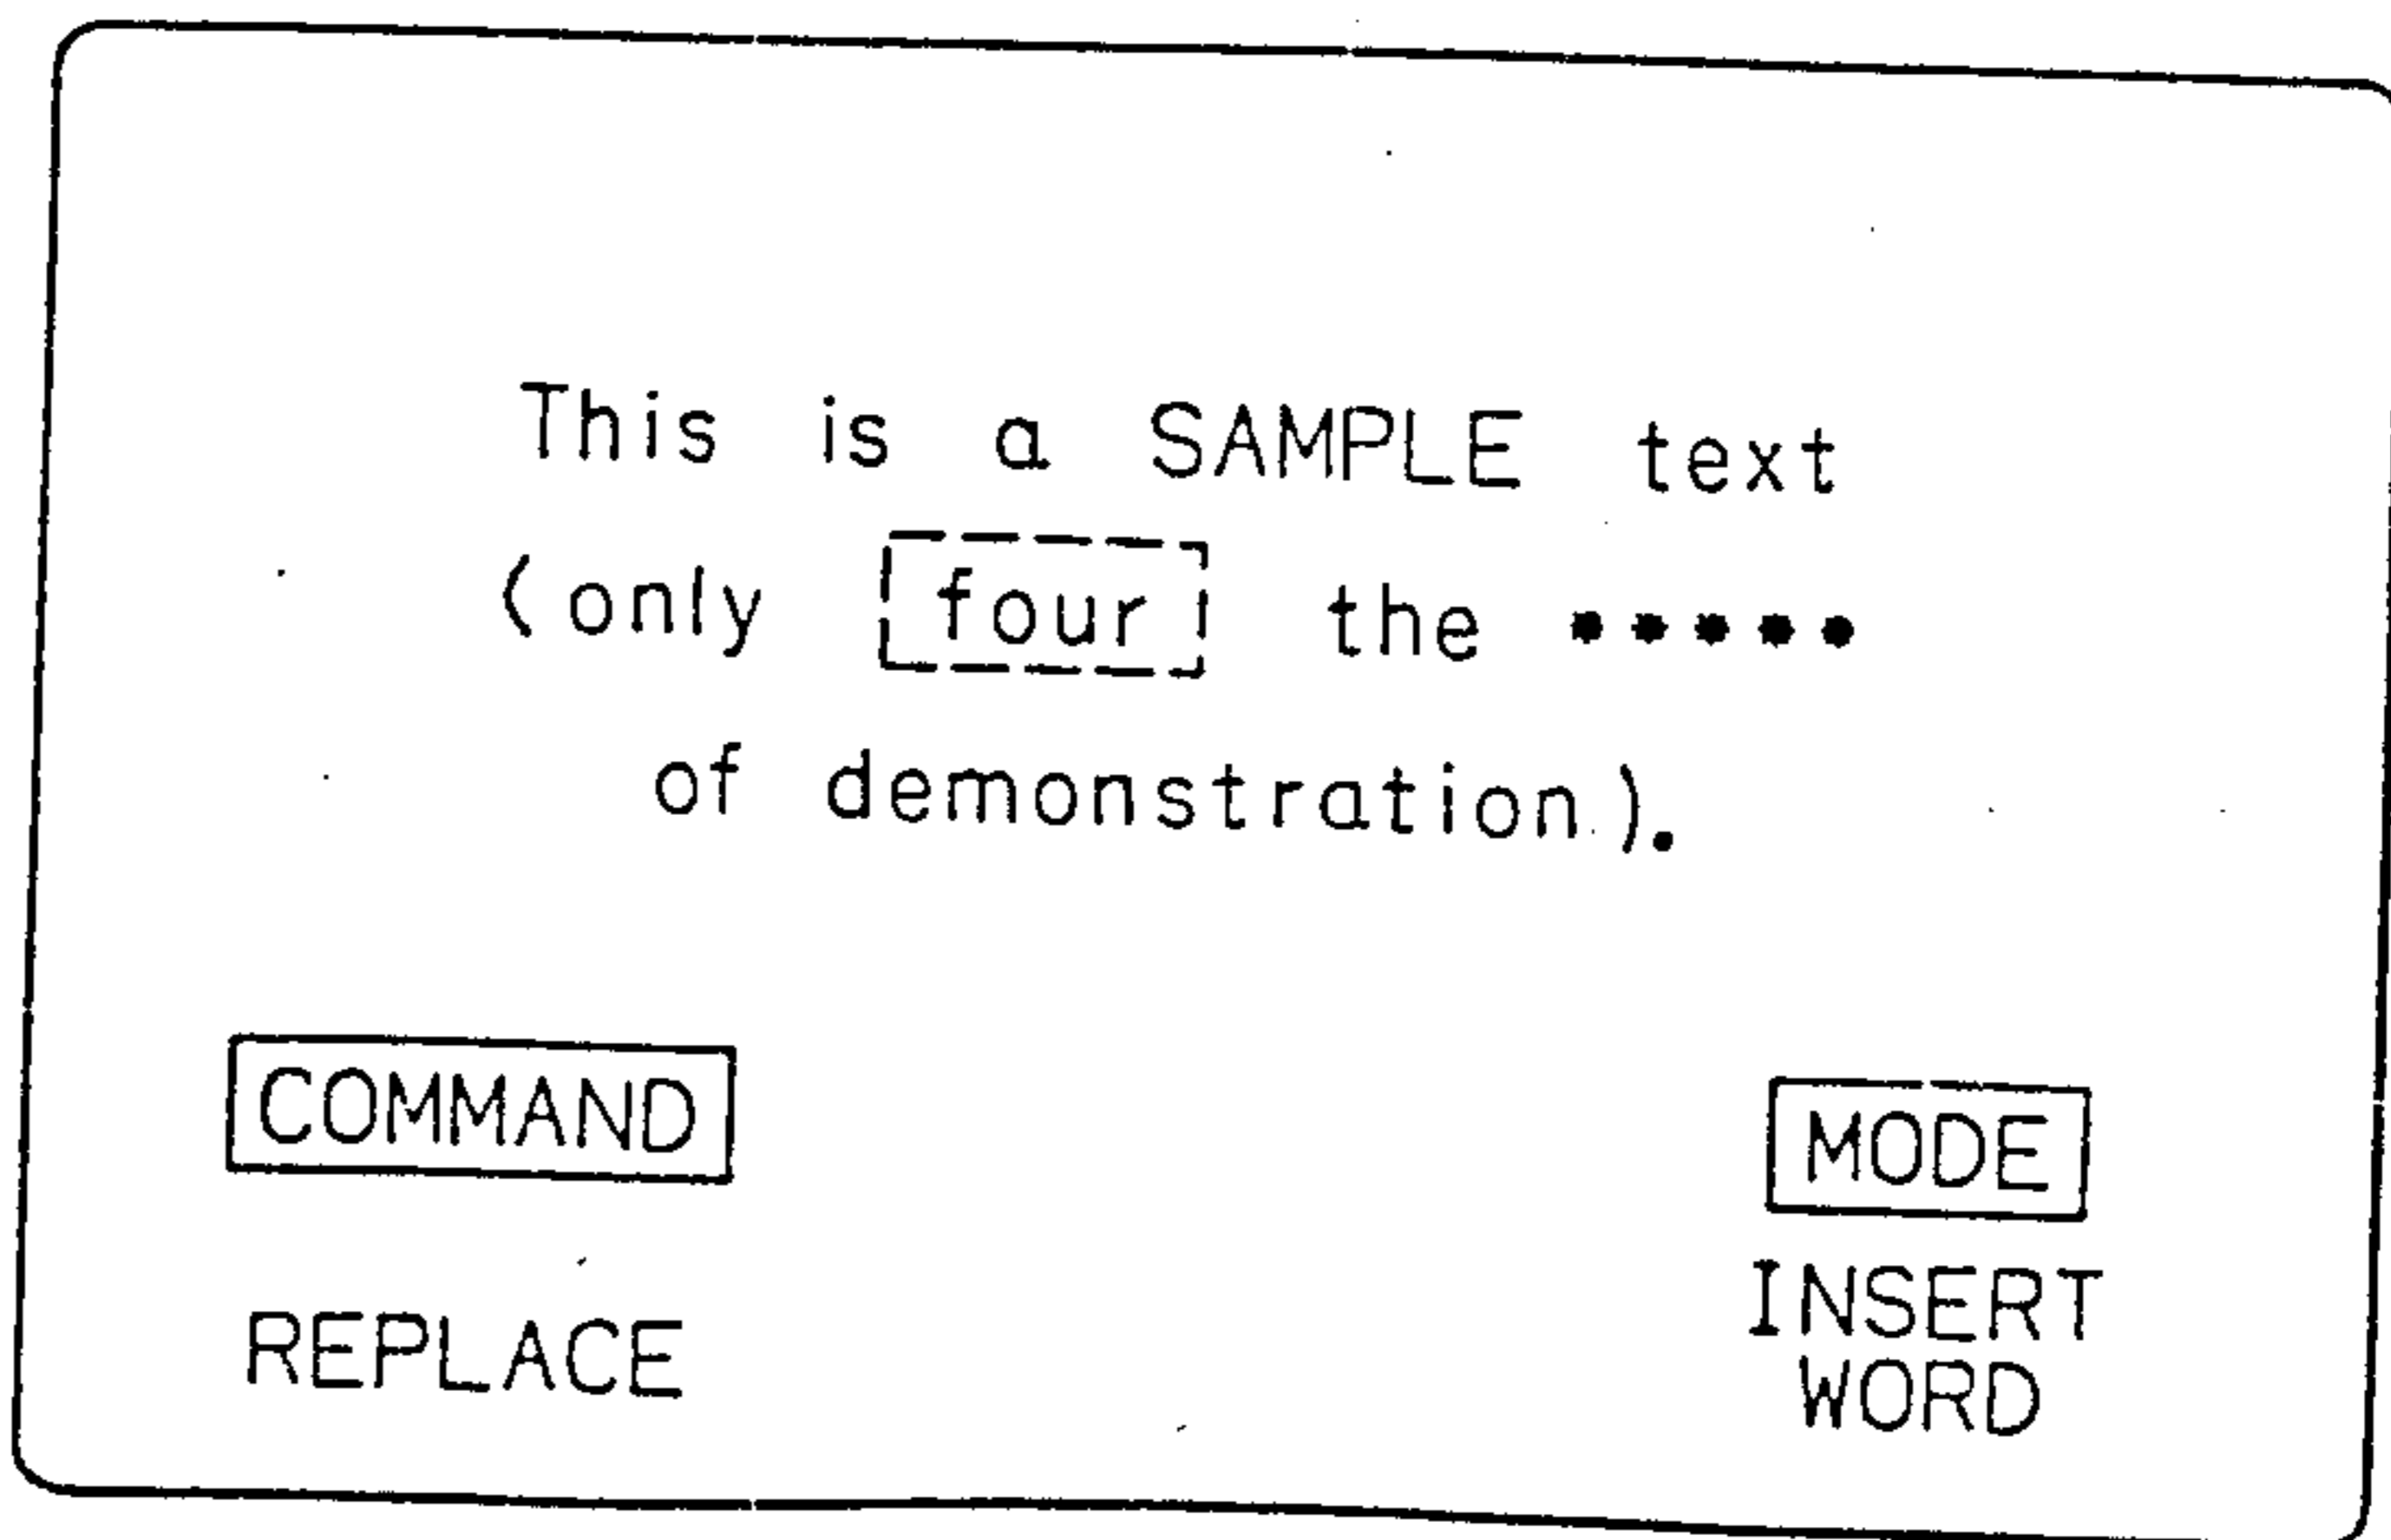 This is a SAMPLE text
(only four the •••••
of demonstration).
COMMAND
MODE
REPLACE
INSERT
WORD